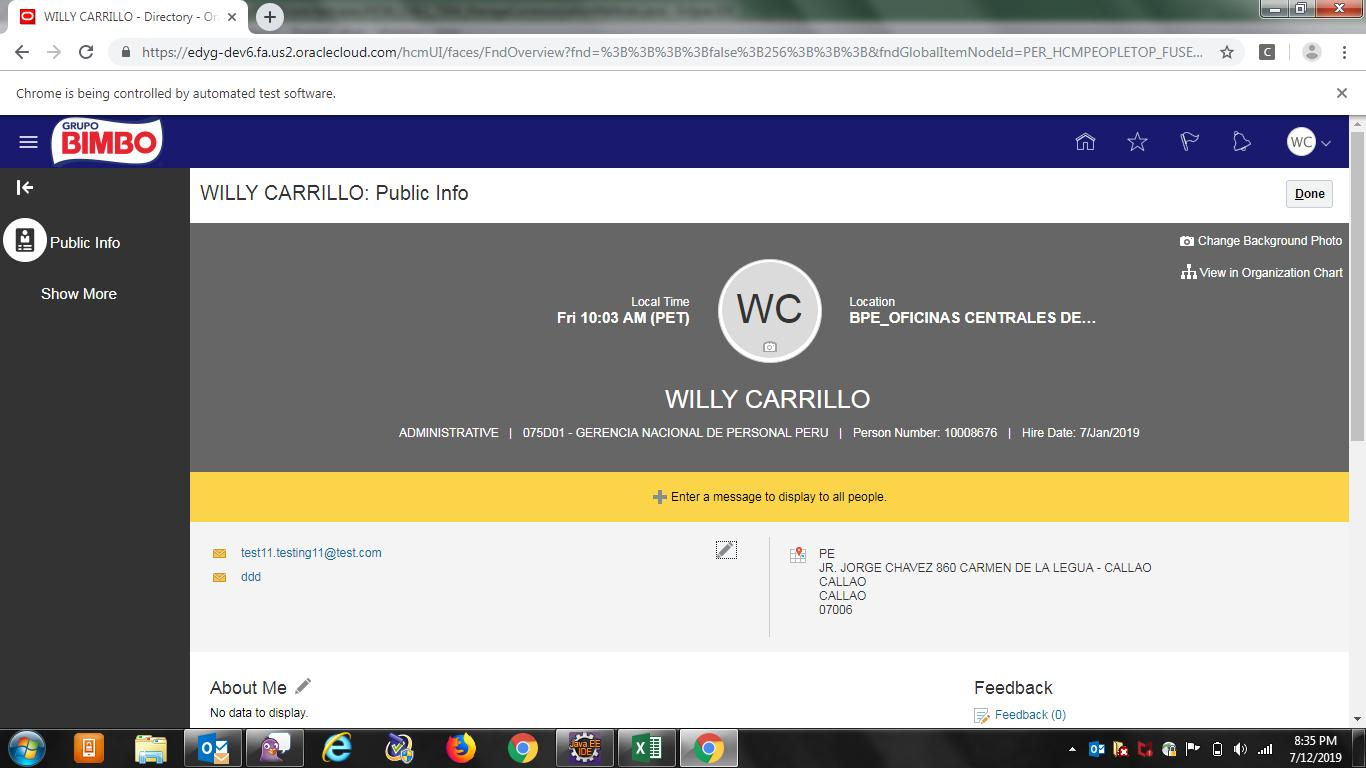 WILLY CARRILLO - Directory - Or
https://edyg-dev6.fa.us2.oraclecloud.com/hcmUI/faces/FndOverview?fnd=%3B%3B%3B%3Bfalse%3B256%3B%3B%3B&fndGlobalItemNodeId=PER_HCMPEOPLETOP_FUSE...
C
Chrome is being controlled by automated test software.
GRUPO
BIMBO
WC
WILLY CARRILLO: Public Info
Done
Public Info
Show More
Change Background Photo
View in Organization Chart
Local Time
Fri 10:03 AM (PET)
WC
Location
BPE_OFICINAS CENTRALES DE...
WILLY CARRILLO
ADMINISTRATIVE | 075D01 - GERENCIA NACIONAL DE PERSONAL PERU | Person Number: 10008676 | Hire Date: 7/Jan/2019
Enter a message to display to all people.
test11.testing11@test.com
ddd
PE
JR. JORGE CHAVEZ 860 CARMEN DE LA LEGUA - CALLAO
CALLAO
CALLAO
07006
About Me
No data to display.
Feedback
Feedback (0)
Java EE
IDE
8:35 PM
7/12/2019